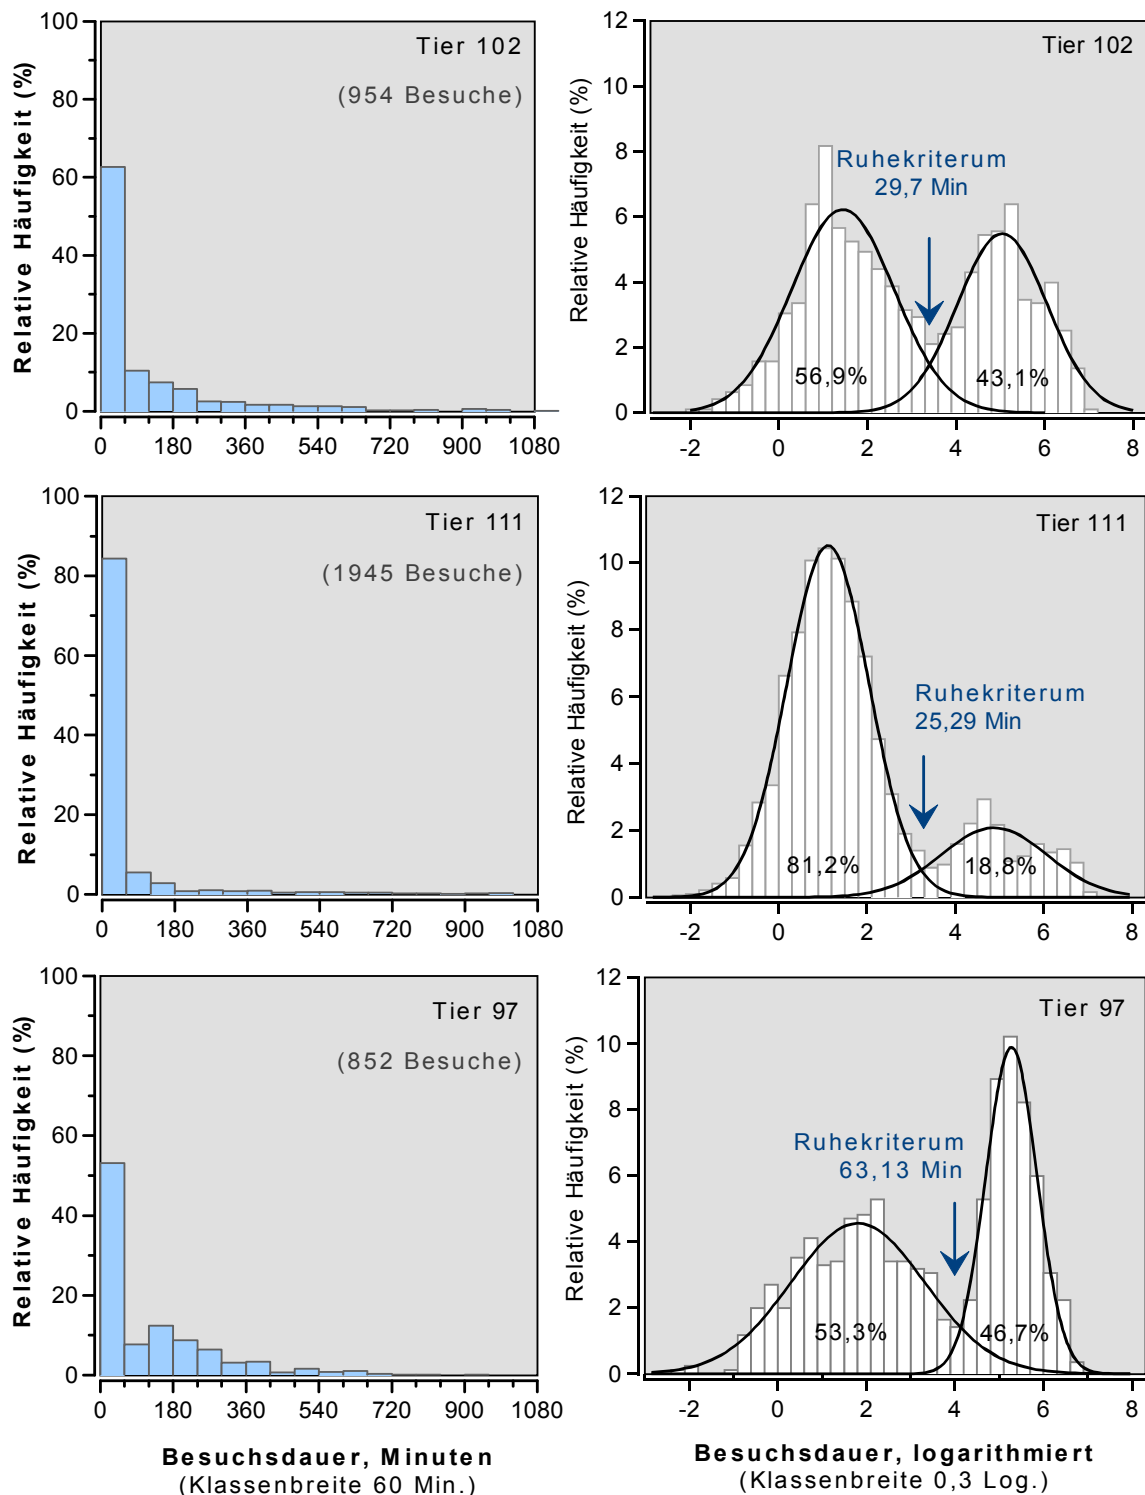 Relative Häufigkeit (%)
100
80
60
40
20
0
Tier 102
(954 Besuche)
0 180 360 540 720 900 1080
Relative Häufigkeit (%)
12
10
8
6
4
2
0
Tier 102
Ruhekriterum
29,7 Min
56,9%
43,1%
-2 0 2 4 6 8
Relative Häufigkeit (%)
100
80
60
40
20
0
Tier 111
(1945 Besuche)
0 180 360 540 720 900 1080
Relative Häufigkeit (%)
12
10
8
6
4
2
0
Tier 111
Ruhekriterum
25,29 Min
81,2%
18,8%
-2 0 2 4 6 8
Relative Häufigkeit (%)
100
80
60
40
20
0
Tier 97
(852 Besuche)
0 180 360 540 720 900 1080
Besuchsdauer, Minuten
(Klassenbreite 60 Min.)
Relative Häufigkeit (%)
12
10
8
6
4
2
0
Tier 97
Ruhekriterum
63,13 Min
53,3%
46,7%
-2 0 2 4 6 8
Besuchsdauer, logarithmiert
(Klassenbreite 0,3 Log.)